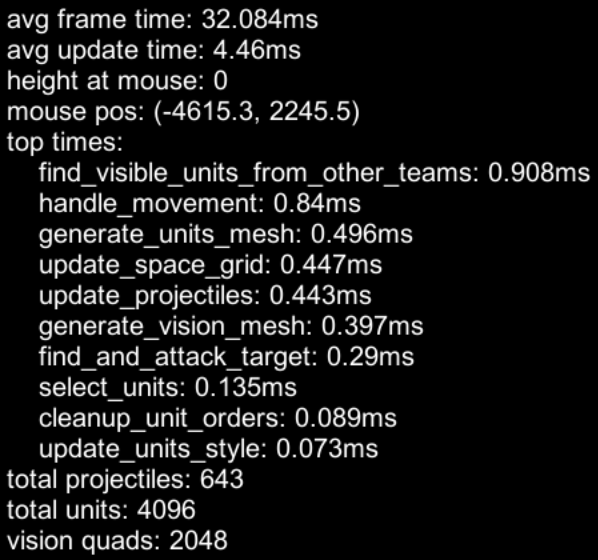 avg frame time: 32.084ms
avg update time: 4.46ms
height at mouse: 0
mouse pos: (-4615.3, 2245.5)
top times:
find_visible_units_from_other_teams: 0.908ms
handle_movement: 0.84ms
generate_units_mesh: 0.496ms
update_space_grid: 0.447ms
update_projectiles: 0.443ms
generate_vision_mesh: 0.397ms
find_and_attack_target: 0.29ms
select_units: 0.135ms
cleanup_unit_orders: 0.089ms
update_units_style: 0.073ms
total projectiles: 643
total units: 4096
vision quads: 2048